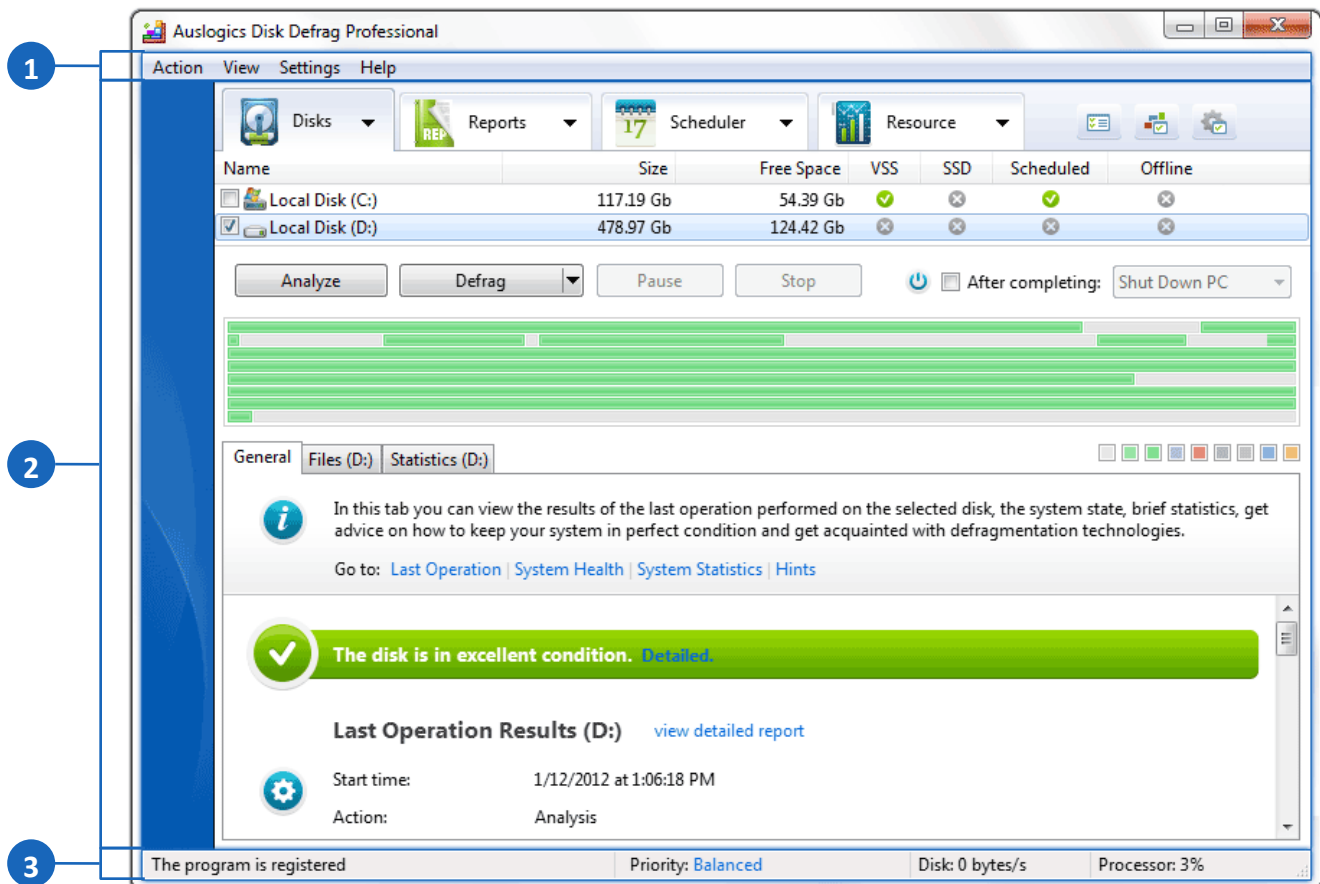 Auslogics Disk Defrag Professional
1
Action View Settings Help
Disks REP Reports 17 Scheduler Resource
Name Size Free Space VSS SSD Scheduled Offline
Local Disk (C:) 117.19 Gb 54.39 Gb
Local Disk (D:) 478.97 Gb 124.42 Gb
Analyze Defrag Pause Stop After completing: Shut Down PC
2
General Files (D:) Statistics (D:)
i
In this tab you can view the results of the last operation performed on the selected disk, the system state, brief statistics, get
advice on how to keep your system in perfect condition and get acquainted with defragmentation technologies.
Go to: Last Operation | System Health | System Statistics | Hints
The disk is in excellent condition. Detailed.
Last Operation Results (D:) view detailed report
Start time: 1/12/2012 at 1:06:18 PM
Action: Analysis
3
The program is registered Priority: Balanced Disk: 0 bytes/s Processor: 3%